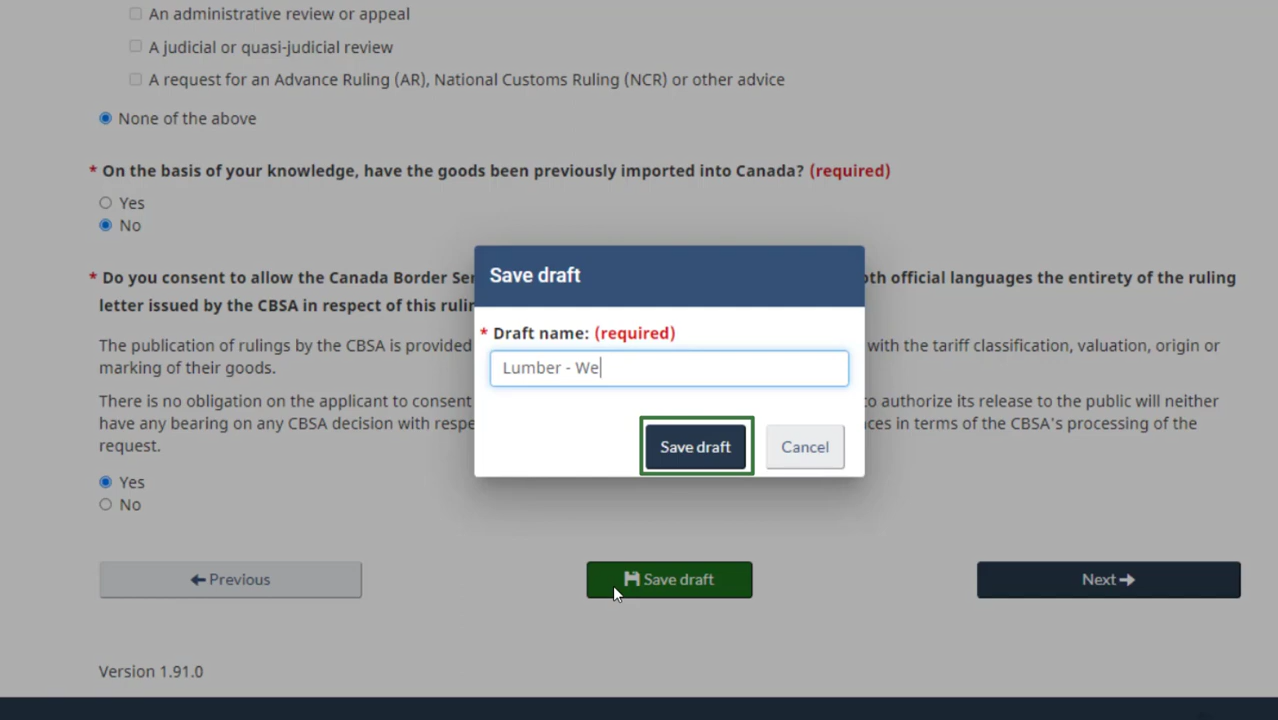 An administrative review or appeal
A judicial or quasi-judicial review
A request for an Advance Ruling (AR), National Customs Ruling (NCR) or other advice
None of the above
* On the basis of your knowledge, have the goods been previously imported into Canada? (required)
Yes
No
* Do you consent to allow the Canada Border Ser
oth official languages the entirety of the ruling
letter issued by the CBSA in respect of this rulin
The publication of rulings by the CBSA is provided
with the tariff classification, valuation, origin or
marking of their goods.
There is no obligation on the applicant to consent
to authorize its release to the public will neither
have any bearing on any CBSA decision with respe
ces in terms of the CBSA's processing of the
request.
Yes
No
Save draft
* Draft name: (required)
Lumber - We
Save draft
Cancel
Previous
Save draft
Next
Version 1.91.0